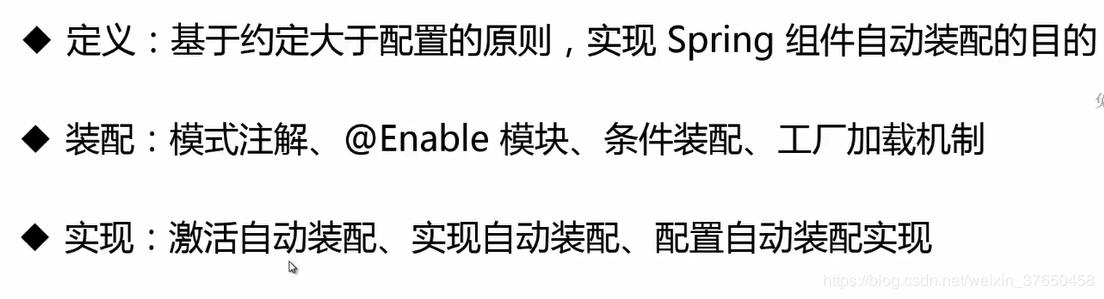 ◆ 定义：基于约定大于配置的原则，实现 Spring 组件自动装配的目的
◆ 装配：模式注解、@Enable 模块、条件装配、工厂加载机制
◆ 实现：激活自动装配、实现自动装配、配置自动装配实现
https://blog.csdn.net/weixin_37650458